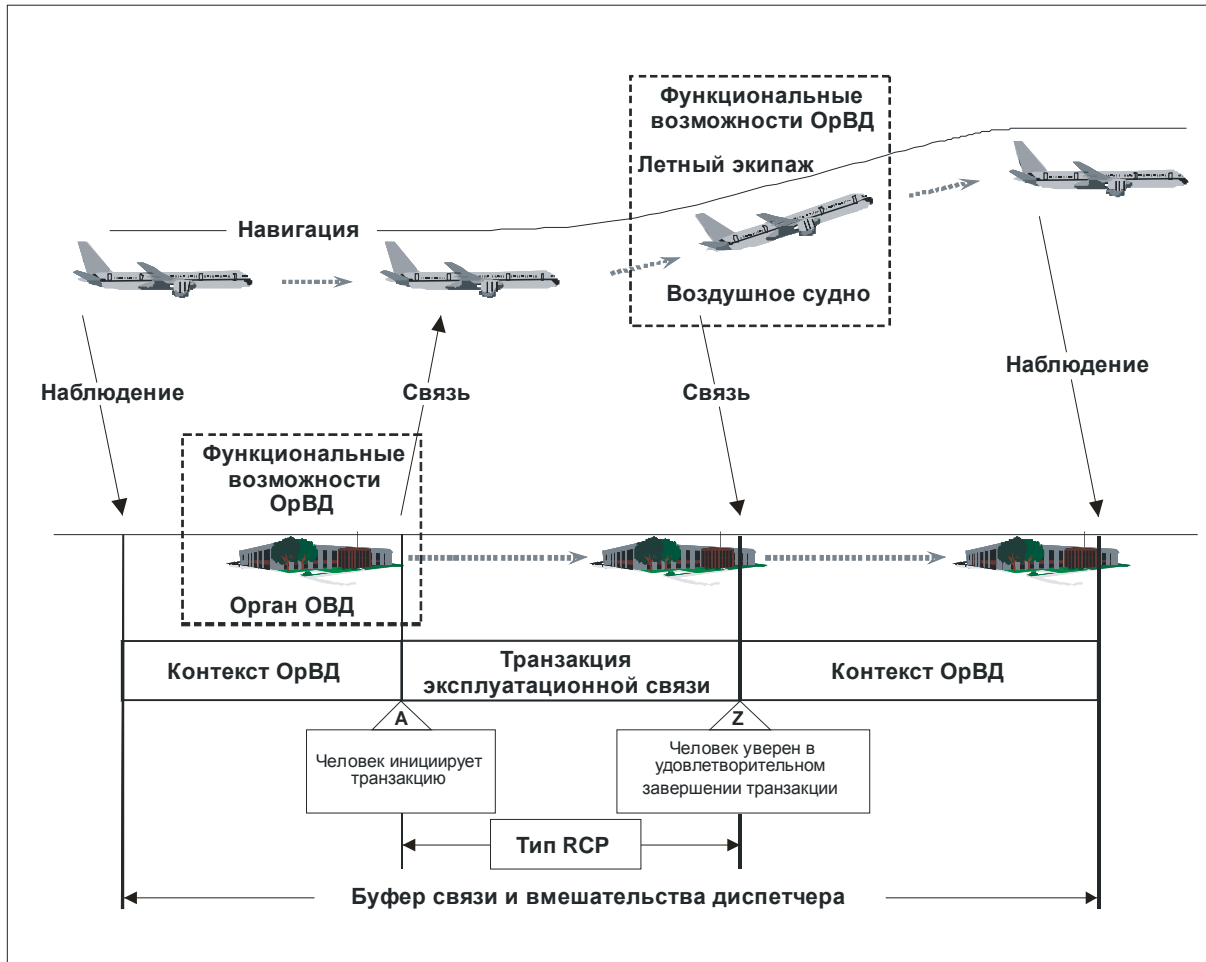 Функциональные
возможности ОрВД
Летный экипаж
Навигация
Воздушное судно
Наблюдение
Связь
Связь
Наблюдение
Функциональные
возможности
ОрВД
Орган ОВД
Контекст ОрВД
Транзакция
эксплуатационной связи
Контекст ОрВД
A
Z
Человек инициирует
транзакцию
Человек уверен в
удовлетворительном
завершении транзакции
Тип RCP
Буфер связи и вмешательства диспетчера